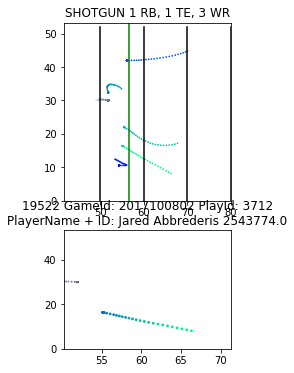 SHOTGUN 1 RB, 1 TE, 3 WR
50
40
30
20
10
0
50 60 70 80
19522 GameId: 2017100802 PlayId: 3712
PlayerName + ID: Jared Abbrederis 2543774.0
40
20
0
55 60 65 70